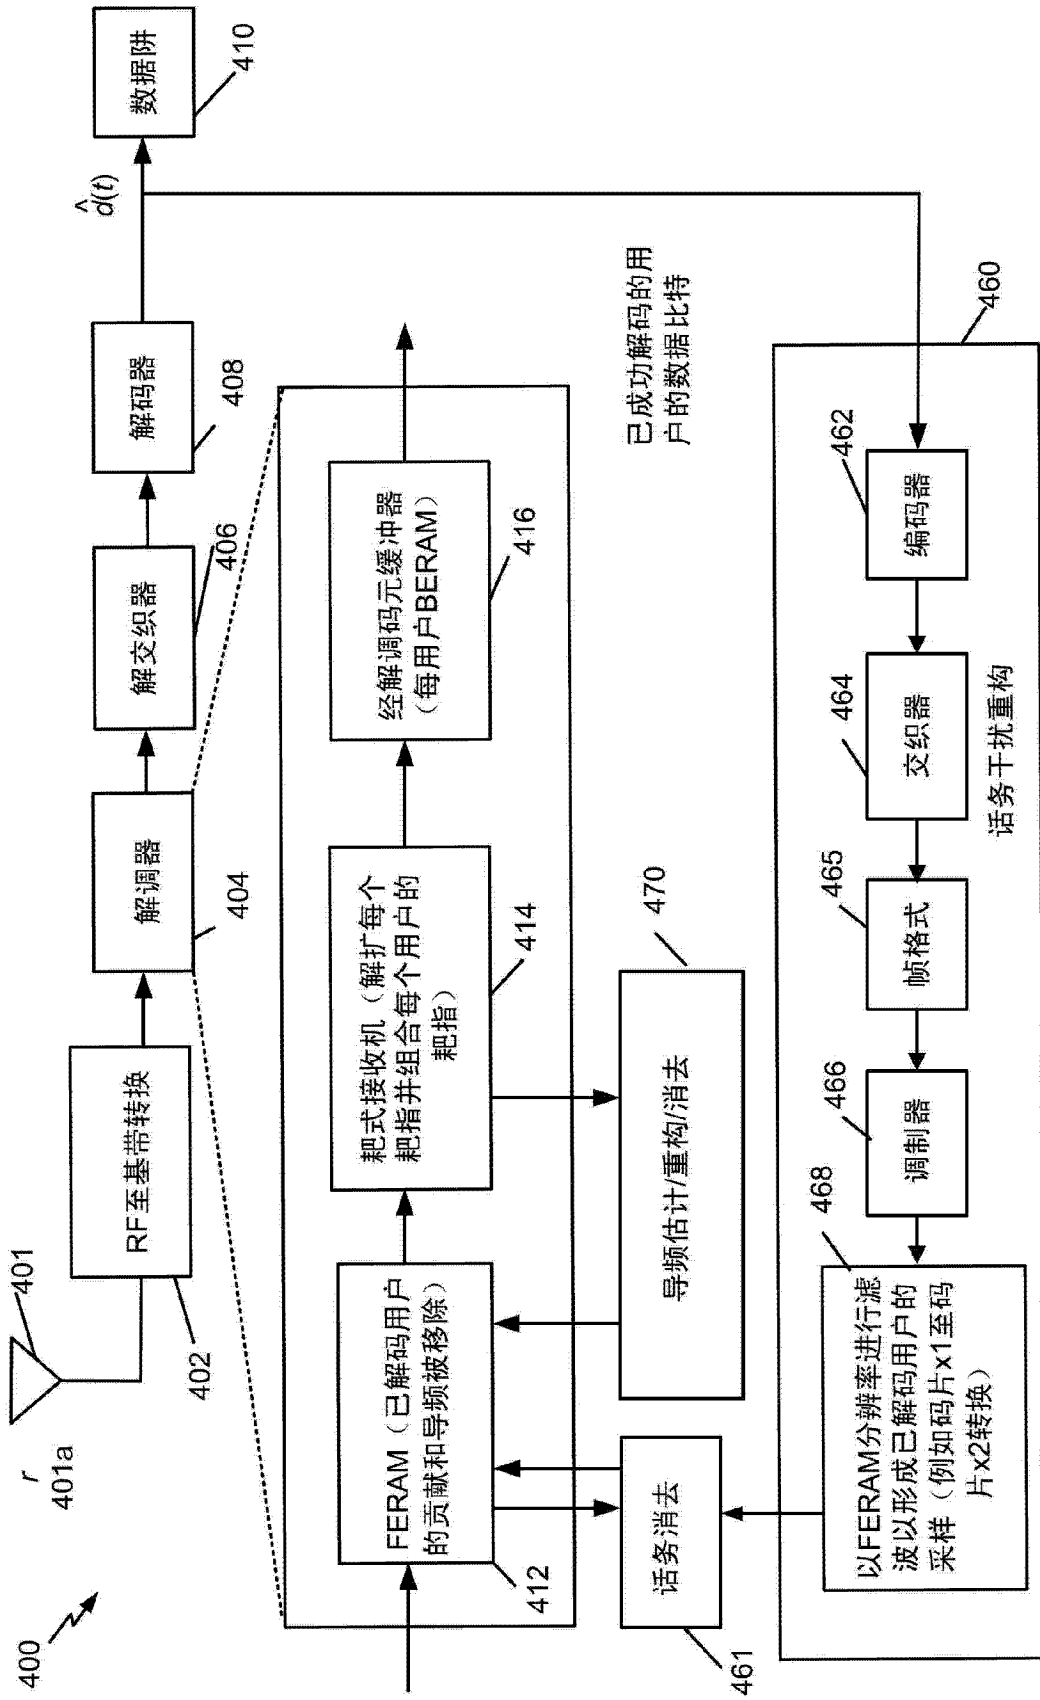 400
r
401a
401
RF至基带转换
402
解调器
404
解交织器
406
解码器
408
d̂(t)
数据阱
410
FERAM（已解码用户
的贡献和导频被移除）
412
耙式接收机（解扩每个
耙指并组合每个用户的
耙指）
414
经解调码元缓冲器
（每用户BERAM）
416
话务消去
461
导频估计/重构/消去
470
已成功解码的用
户的数据比特
460
以FERAM分辨率进行滤
波以形成已解码用户的
采样（例如码片x1至码
片x2转换）
468
调制器
466
帧格式
465
交织器
464
编码器
462
话务干扰重构